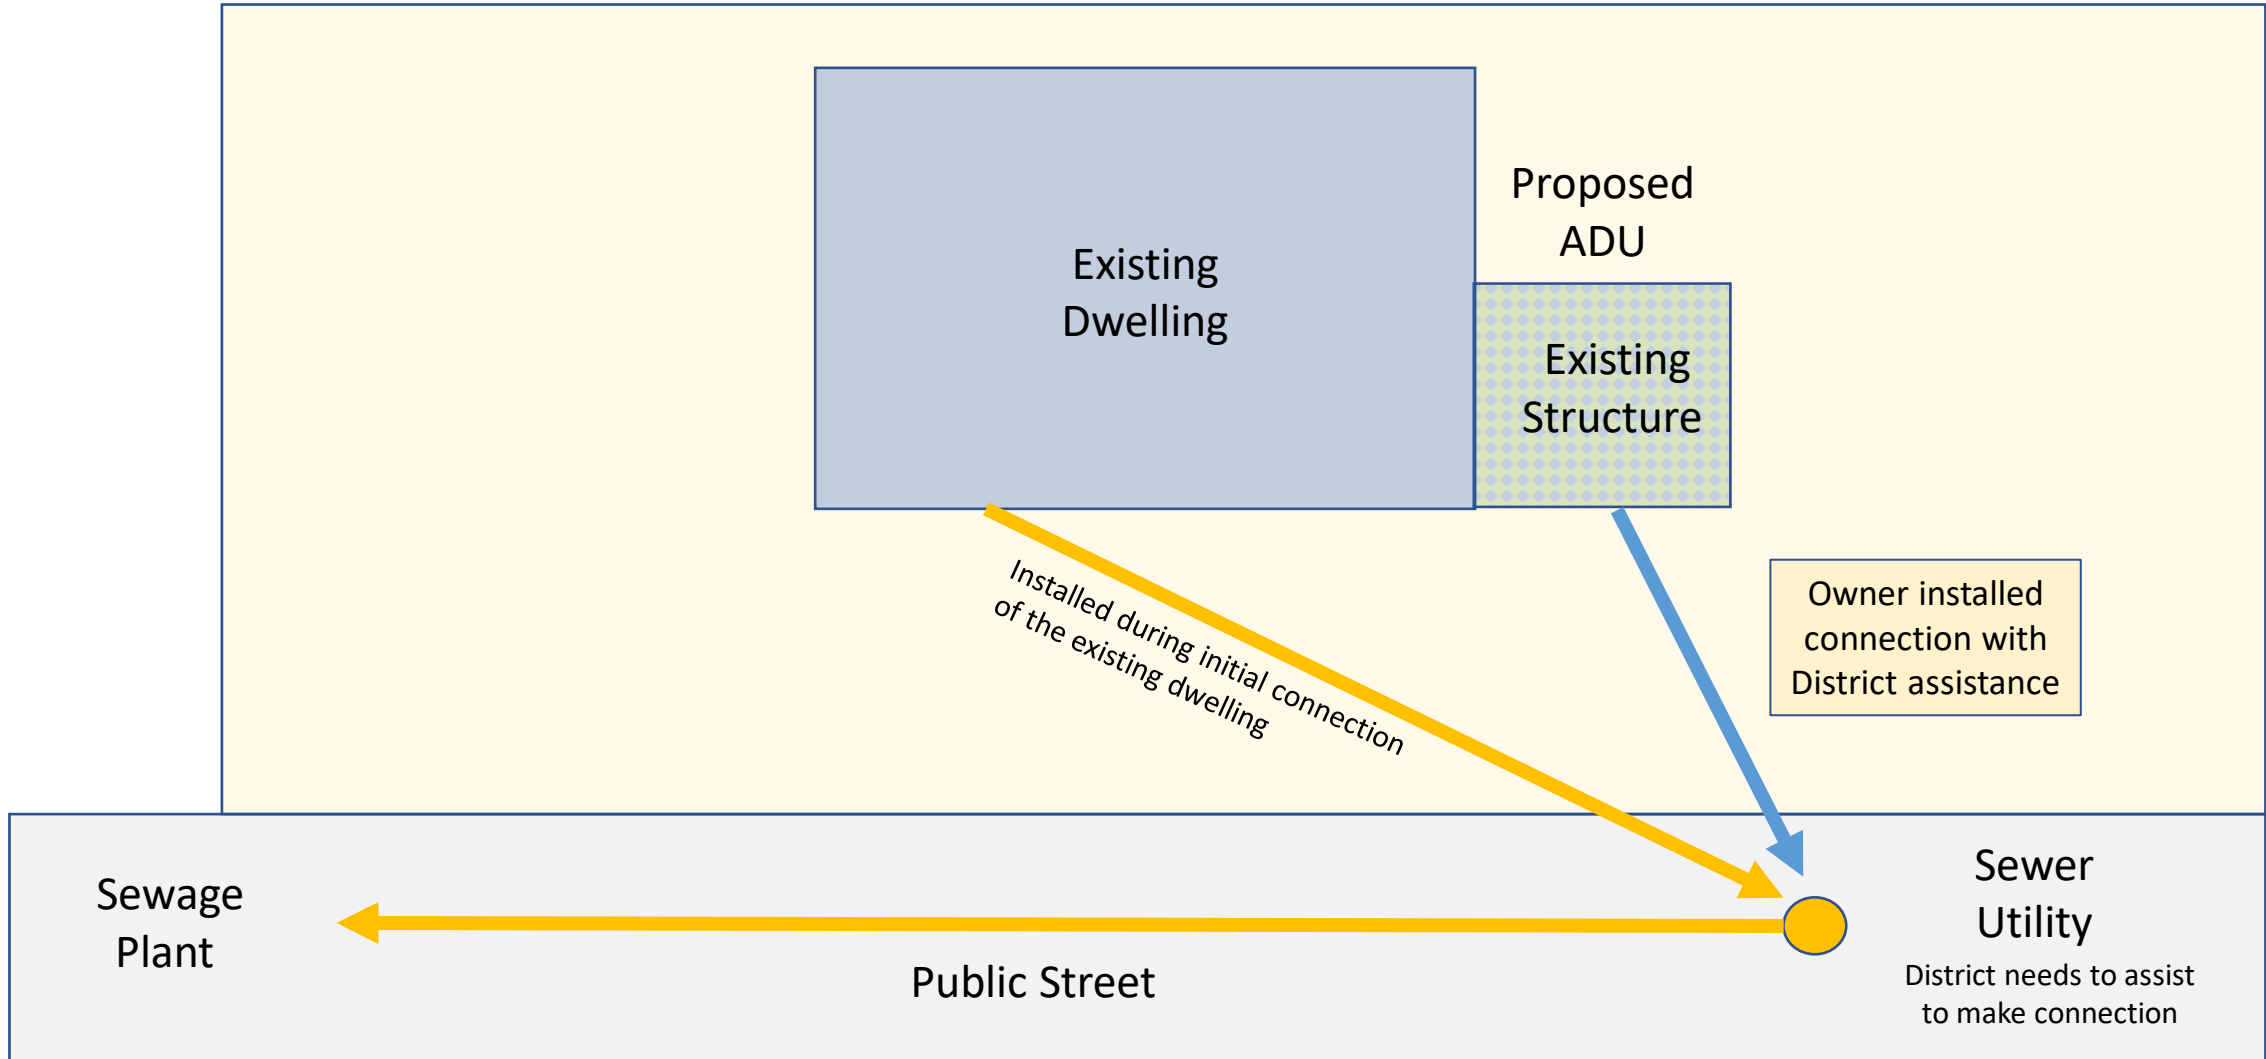 Proposed
ADU
Existing
Dwelling
Existing
Structure
Installed during initial connection
of the existing dwelling
Owner installed
connection with
District assistance
Sewage
Plant
Public Street
Sewer
Utility
District needs to assist
to make connection